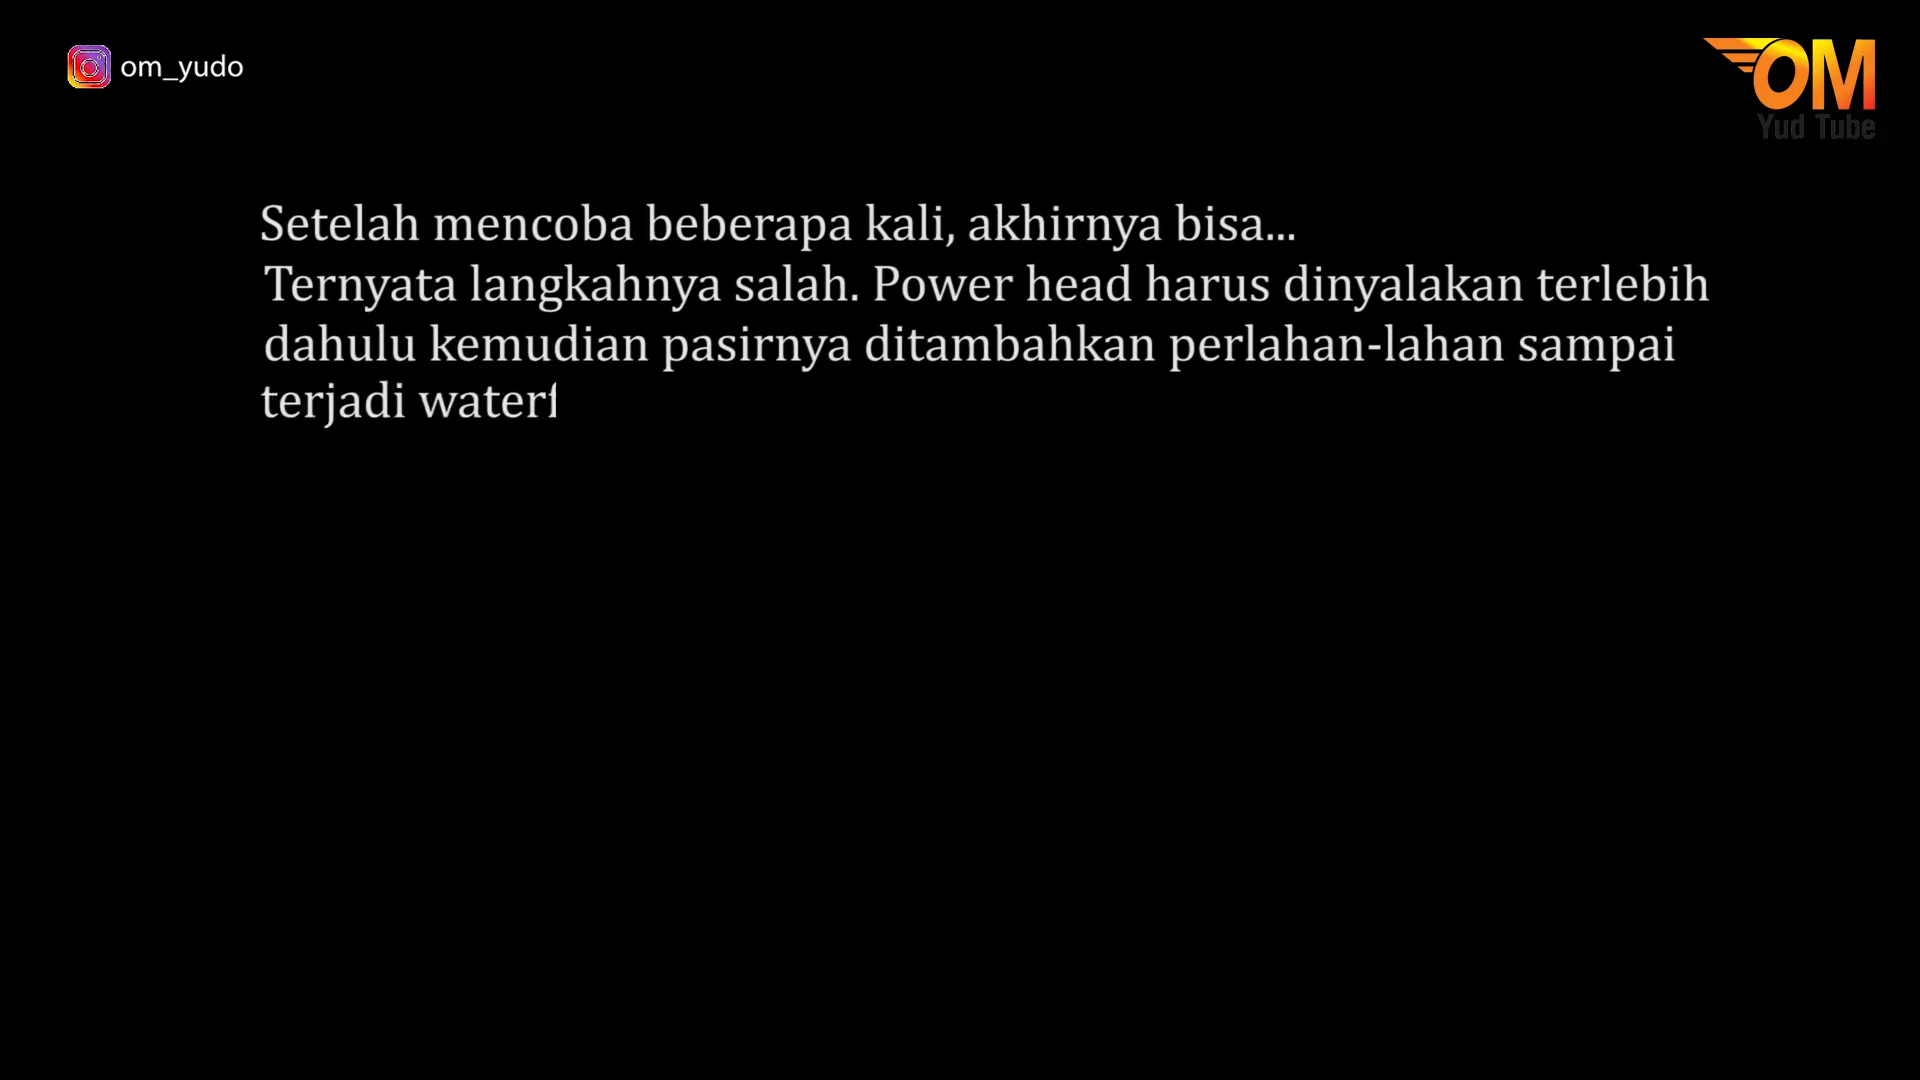 om_yudo
OM
Yud Tube
Setelah mencoba beberapa kali, akhirnya bisa...
Ternyata langkahnya salah. Power head harus dinyalakan terlebih
dahulu kemudian pasirnya ditambahkan perlahan-lahan sampai
terjadi waterf